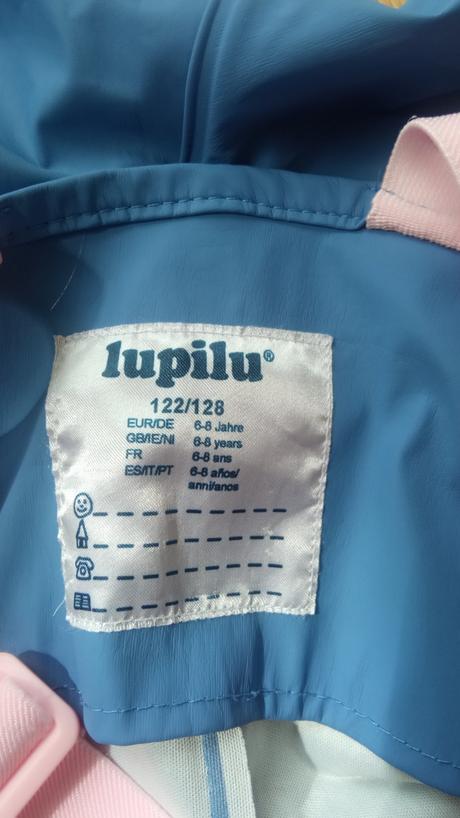 lupilu®
122/128
EUR/DE 6-8 Jahre
GB/IE/NI 6-8 years
FR 6-8 ans
ES/IT/PT 6-8 años/
anni/anos